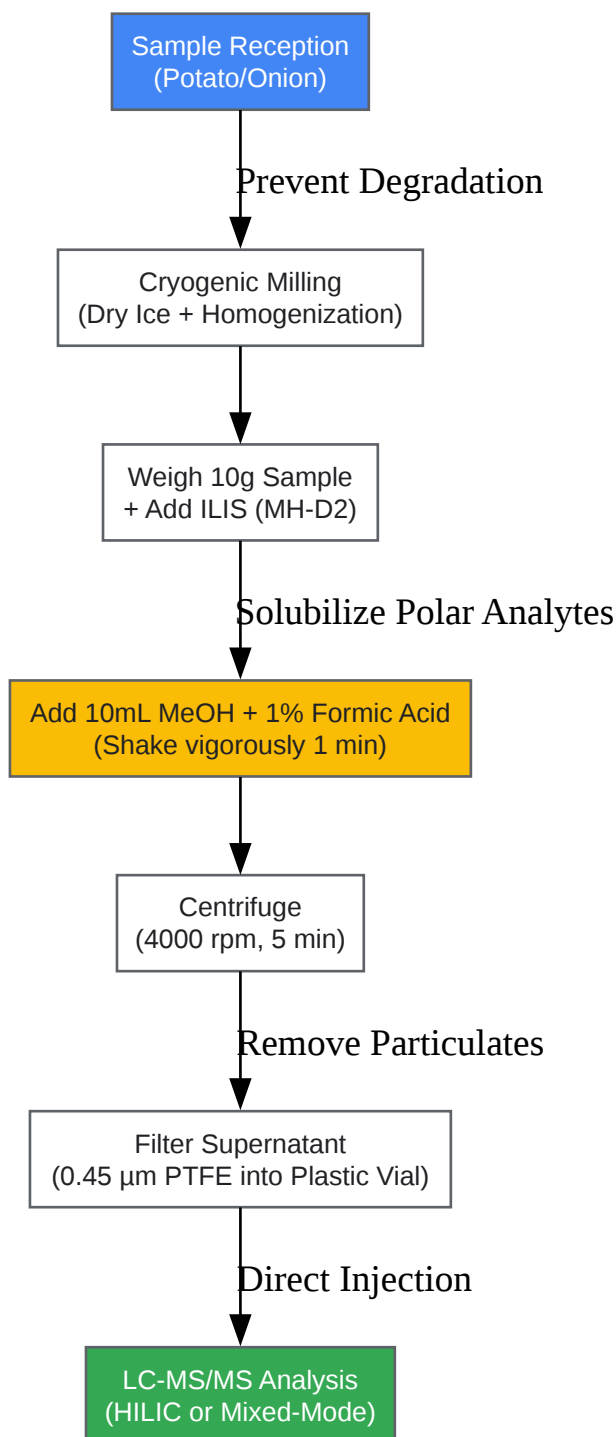 Sample Reception
(Potato/Onion)
Prevent Degradation
Cryogenic Milling
(Dry Ice + Homogenization)
Weigh 10g Sample
+ Add ILIS (MH-D2)
Solubilize Polar Analytes
Add 10mL MeOH + 1% Formic Acid
(Shake vigorously 1 min)
Centrifuge
(4000 rpm, 5 min)
Remove Particulates
Filter Supernatant
(0.45 µm PTFE into Plastic Vial)
Direct Injection
LC-MS/MS Analysis
(HILIC or Mixed-Mode)